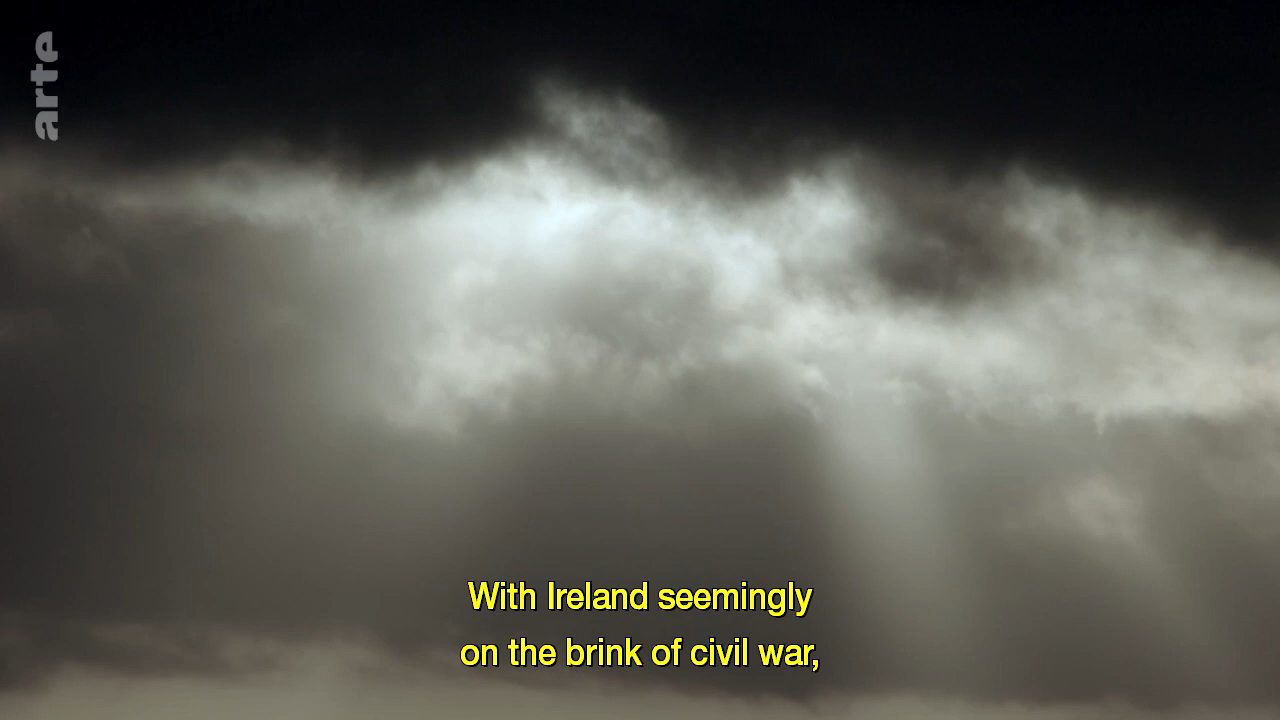 arte
With Ireland seemingly
on the brink of civil war,